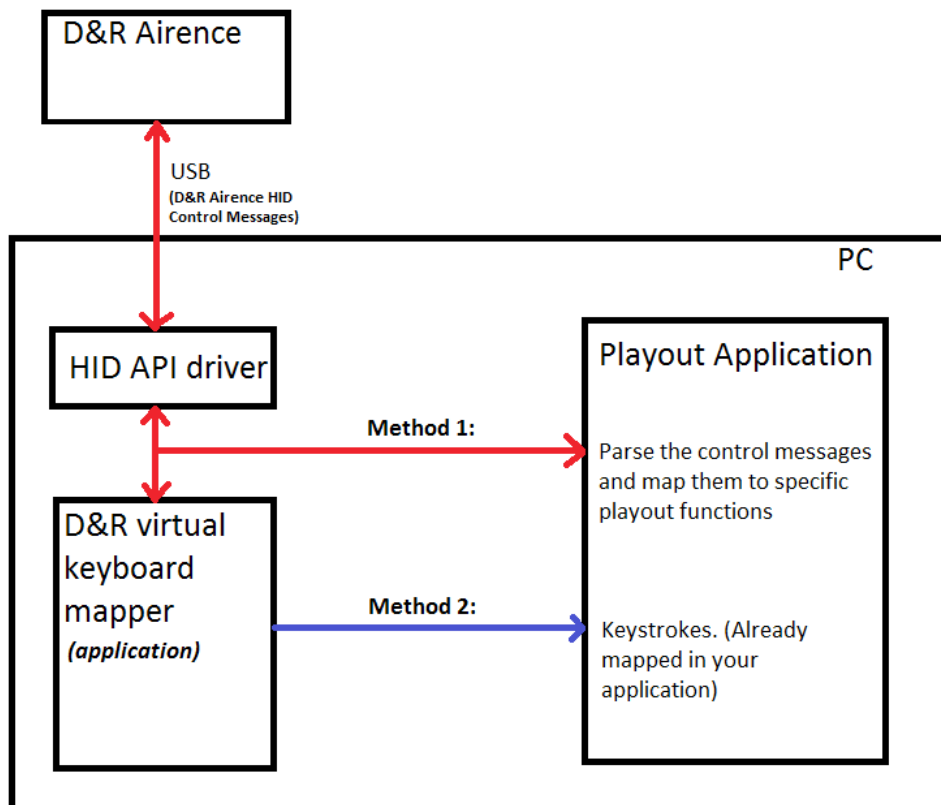 D&R Airence
USB
(D&R Airence HID
Control Messages)
PC
HID API driver
Playout Application
Method 1:
Parse the control messages
and map them to specific
playout functions
D&R virtual
keyboard
mapper
(application)
Method 2:
Keystrokes. (Already
mapped in your
application)